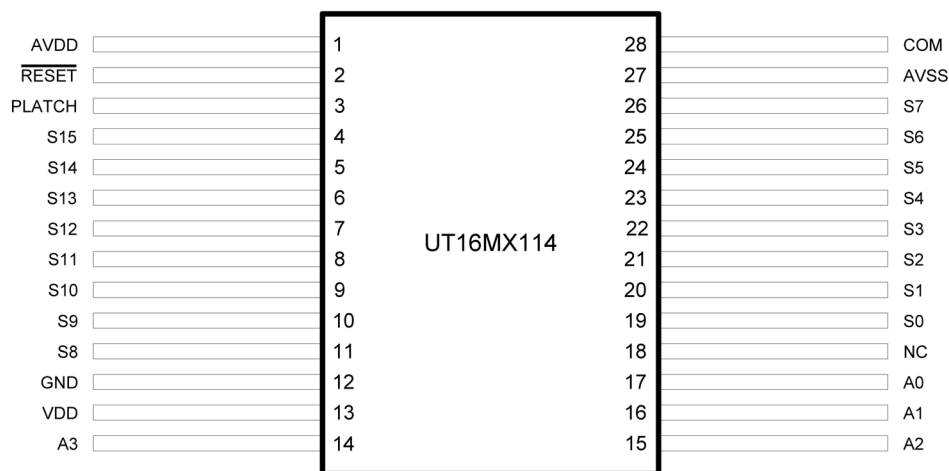 AVDD 1 28 COM
RESET 2 27 AVSS
PLATCH 3 26 S7
S15 4 25 S6
S14 5 24 S5
S13 6 23 S4
S12 7 22 S3
UT16MX114
S11 8 21 S2
S10 9 20 S1
S9 10 19 S0
S8 11 18 NC
GND 12 17 A0
VDD 13 16 A1
A3 14 15 A2